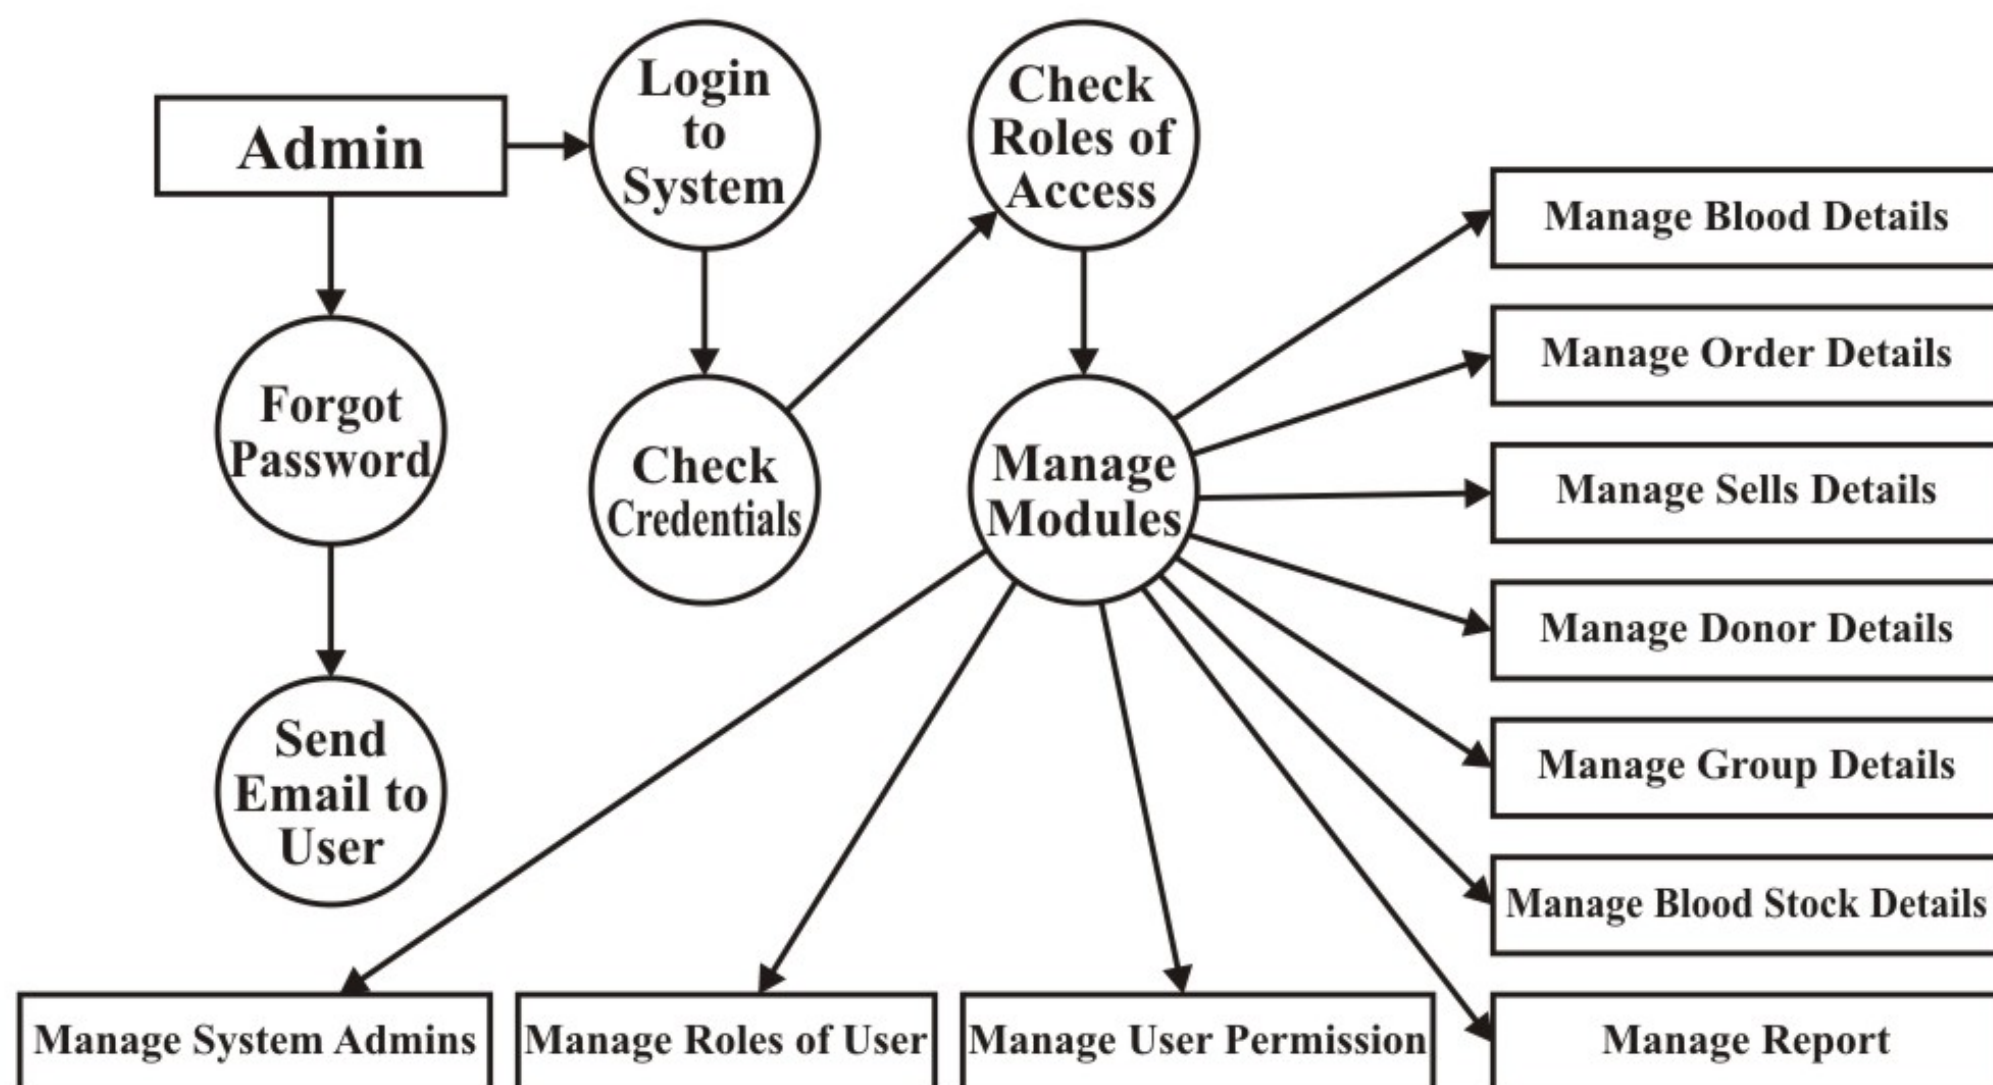 Admin
Login
to
System
Check
Roles of
Access
Manage Blood Details
Manage Order Details
Forgot
Password
Check
Credentials
Manage
Modules
Manage Sells Details
Manage Donor Details
Send
Email to
User
Manage Group Details
Manage Blood Stock Details
Manage System Admins
Manage Roles of User
Manage User Permission
Manage Report